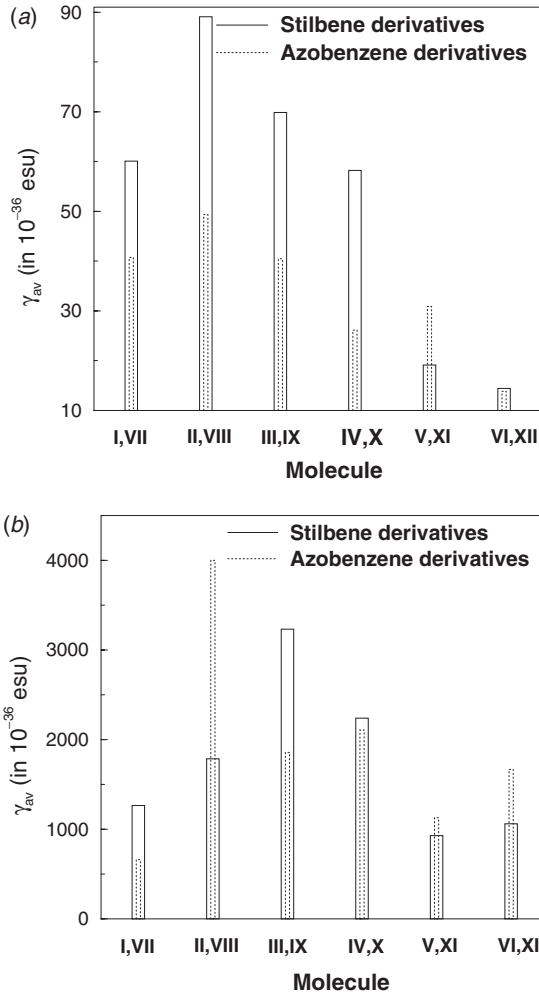 (a)
90
70
50
30
10
γav (in 10⁻³⁶ esu)
Stilbene derivatives
Azobenzene derivatives
I,VII
II,VIII
III,IX
IV,X
V,XI
VI,XII
Molecule
(b)
4000
3000
2000
1000
0
γav (in 10⁻³⁶ esu)
Stilbene derivatives
Azobenzene derivatives
I,VII
II,VIII
III,IX
IV,X
V,XI
VI,XI
Molecule